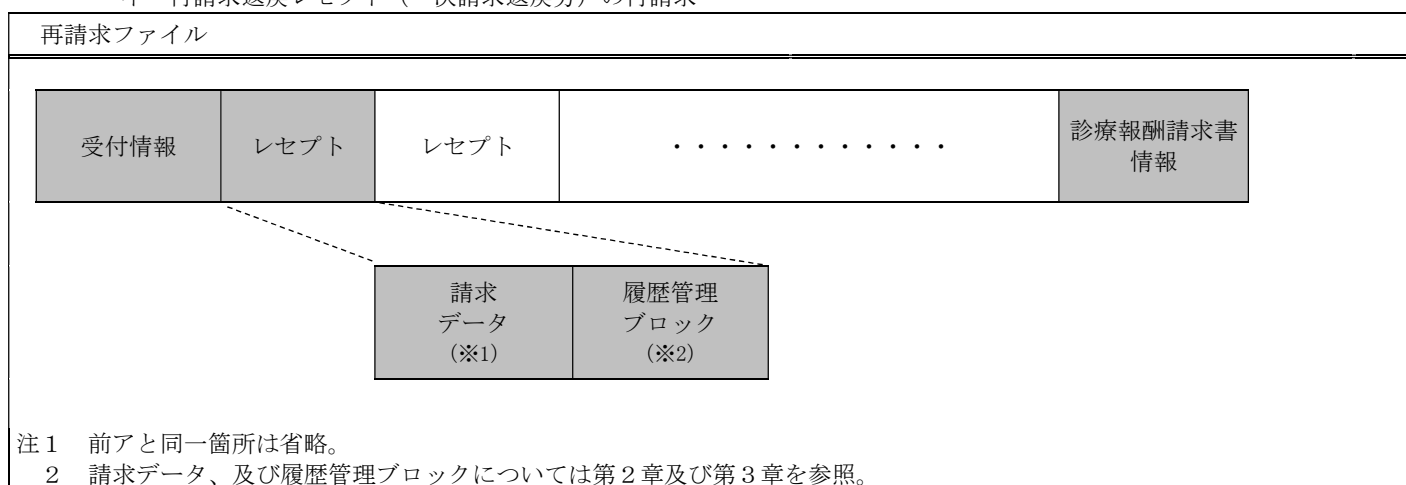 再請求ファイル
受付情報
レセプト
レセプト
・・・・・・・・・・・・
診療報酬請求書
情報
請求
データ
(※1)
履歴管理
ブロック
(※2)
注1 前アと同一箇所は省略。
2 請求データ、及び履歴管理ブロックについては第2章及び第3章を参照。